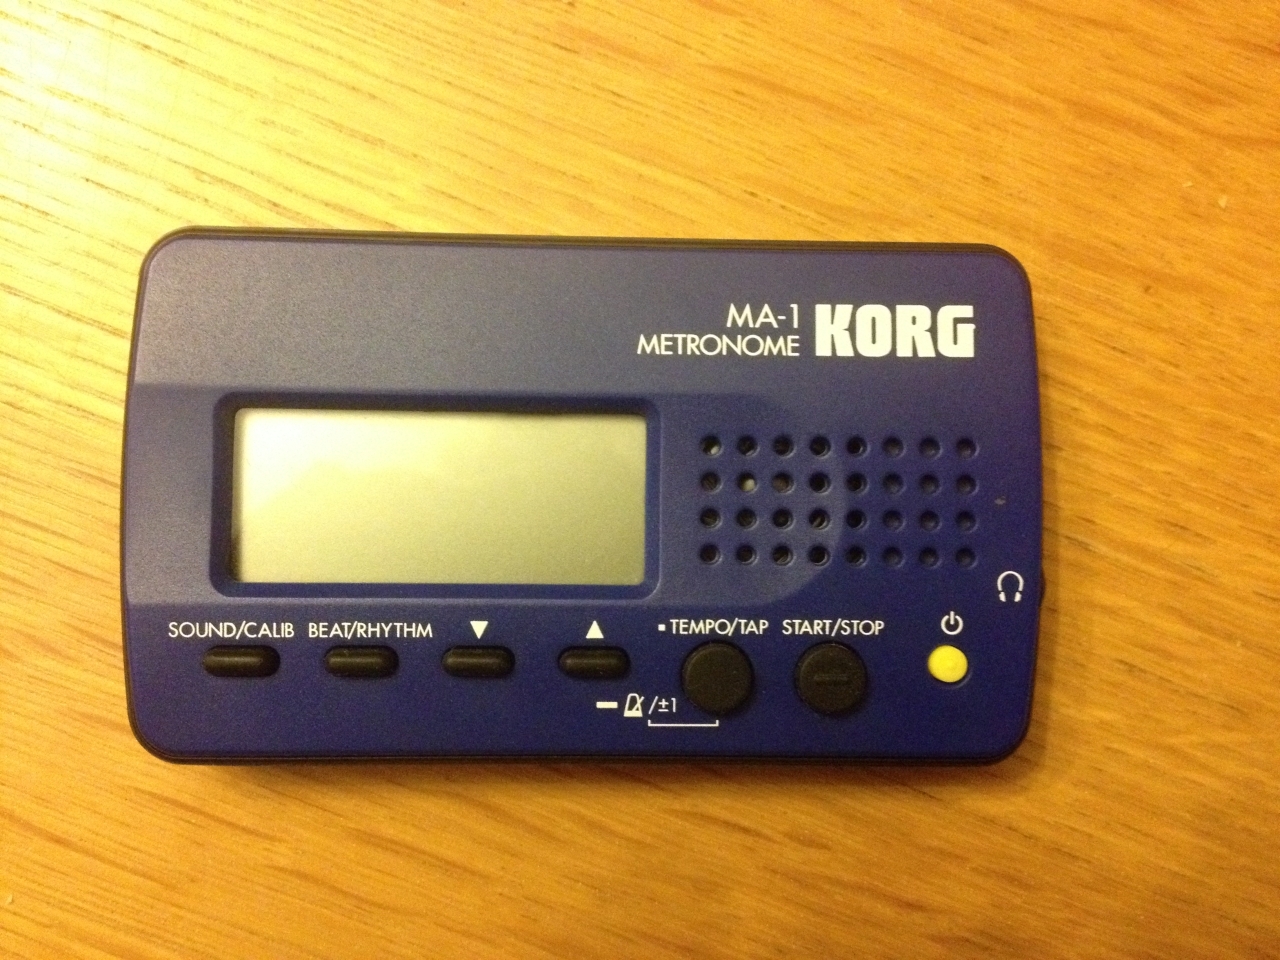 MA-1
METRONOME KORG
SOUND/CALIB BEAT/RHYTHM ▼ ▲ ▪ TEMPO/TAP START/STOP
/±1